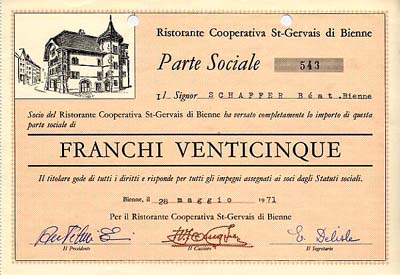 Ristorante Cooperativa St-Gervais di Bienne
Parte Sociale 543
Il Signor SCHAFFER Béat. Bienne
Socio del Ristorante Cooperativa St-Gervais di Bienne ha versato completamente lo importo di questa
parte sociale di
FRANCHI VENTICINQUE
Il titolare gode di tutti i diritti e risponde per tutti gli impegni assegnati ai soci dagli Statuti sociali.
Bienne, il 28 maggio 1971
Per il Ristorante Cooperativa St-Gervais di Bienne
Il Presidente Il Cassiere Il Segretario